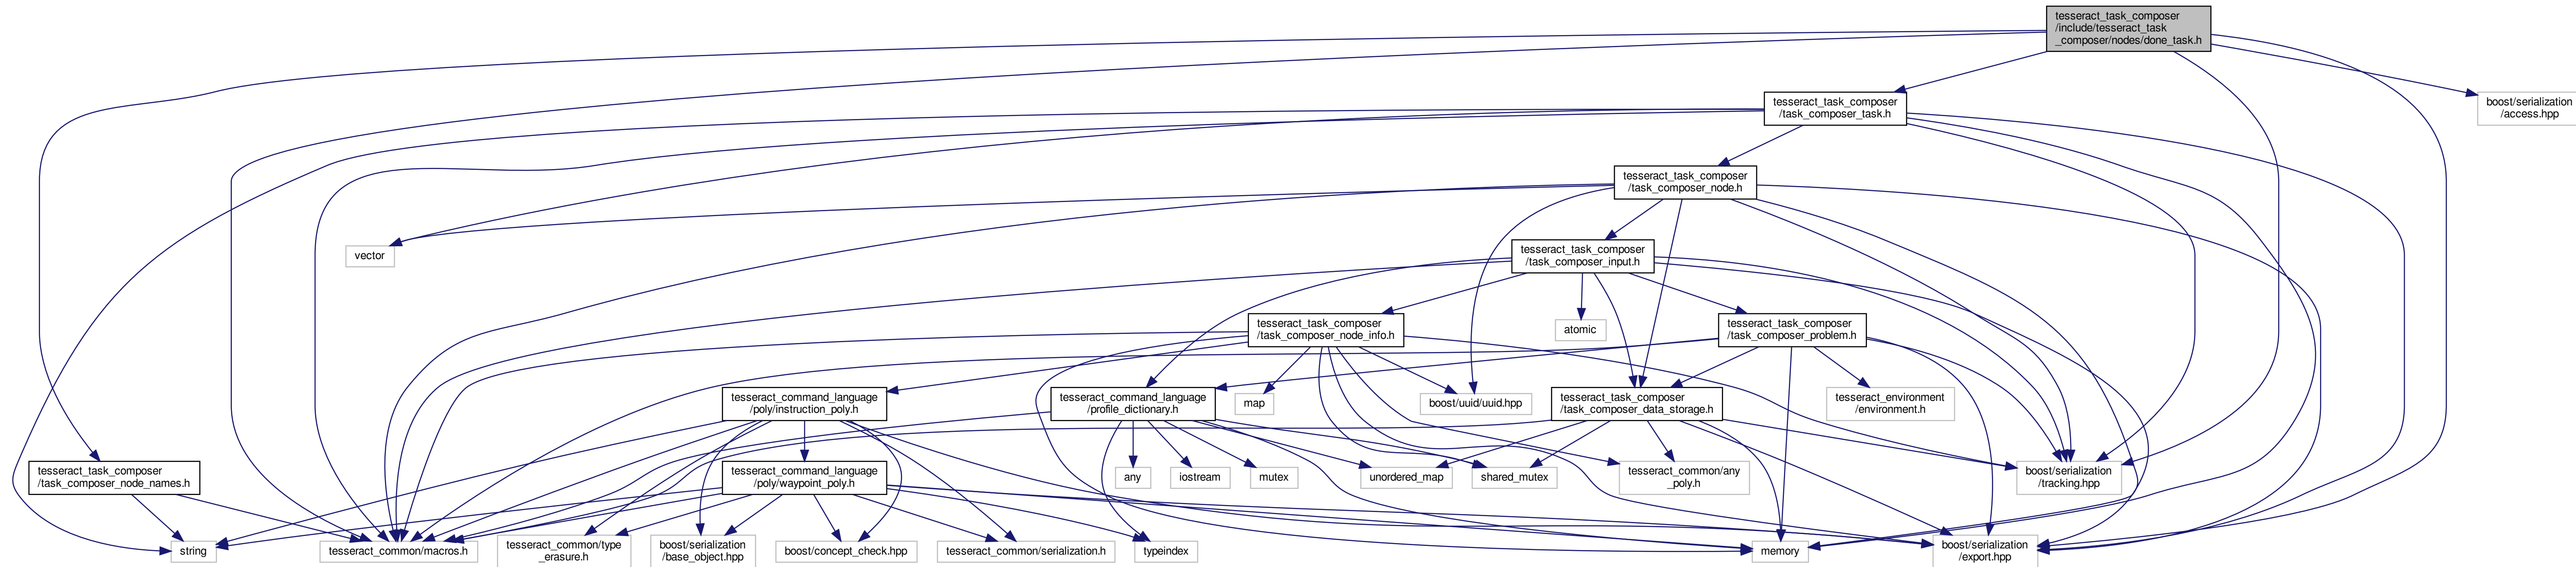 tesseract_task_composer
/include/tesseract_task
_composer/nodes/done_task.h
tesseract_task_composer
/task_composer_task.h
boost/serialization
/access.hpp
tesseract_task_composer
/task_composer_node.h
vector
tesseract_task_composer
/task_composer_input.h
tesseract_task_composer
/task_composer_node_info.h
atomic
tesseract_task_composer
/task_composer_problem.h
tesseract_command_language
/poly/instruction_poly.h
tesseract_command_language
/profile_dictionary.h
map
boost/uuid/uuid.hpp
tesseract_task_composer
/task_composer_data_storage.h
tesseract_environment
/environment.h
tesseract_task_composer
/task_composer_node_names.h
tesseract_command_language
/poly/waypoint_poly.h
any
iostream
mutex
unordered_map
shared_mutex
tesseract_common/any
_poly.h
boost/serialization
/tracking.hpp
string
tesseract_common/macros.h
tesseract_common/type
_erasure.h
boost/serialization
/base_object.hpp
boost/concept_check.hpp
tesseract_common/serialization.h
typeindex
memory
boost/serialization
/export.hpp